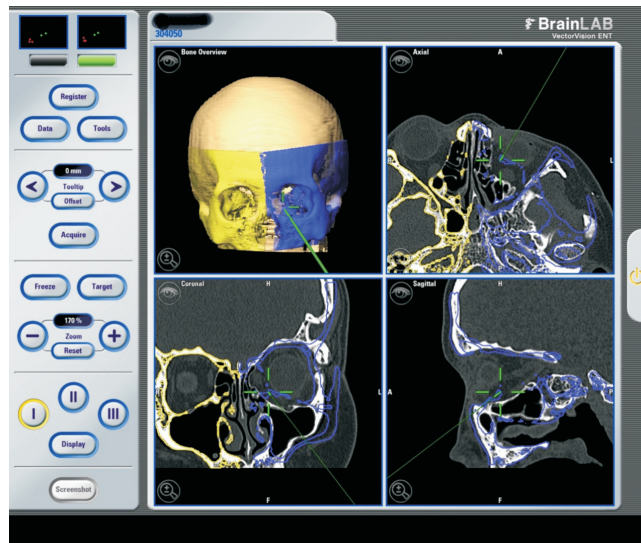 BrainLAB
VectorVision ENT
304050
Register
Data
Tools
0 mm
Tooltip
Offset
Acquire
Freeze
Target
170 %
Zoom
Reset
I
II
III
Display
Screenshot
Bone Overview
Axial
A
R
L
Coronal
H
L
F
Sagittal
H
A
P
F